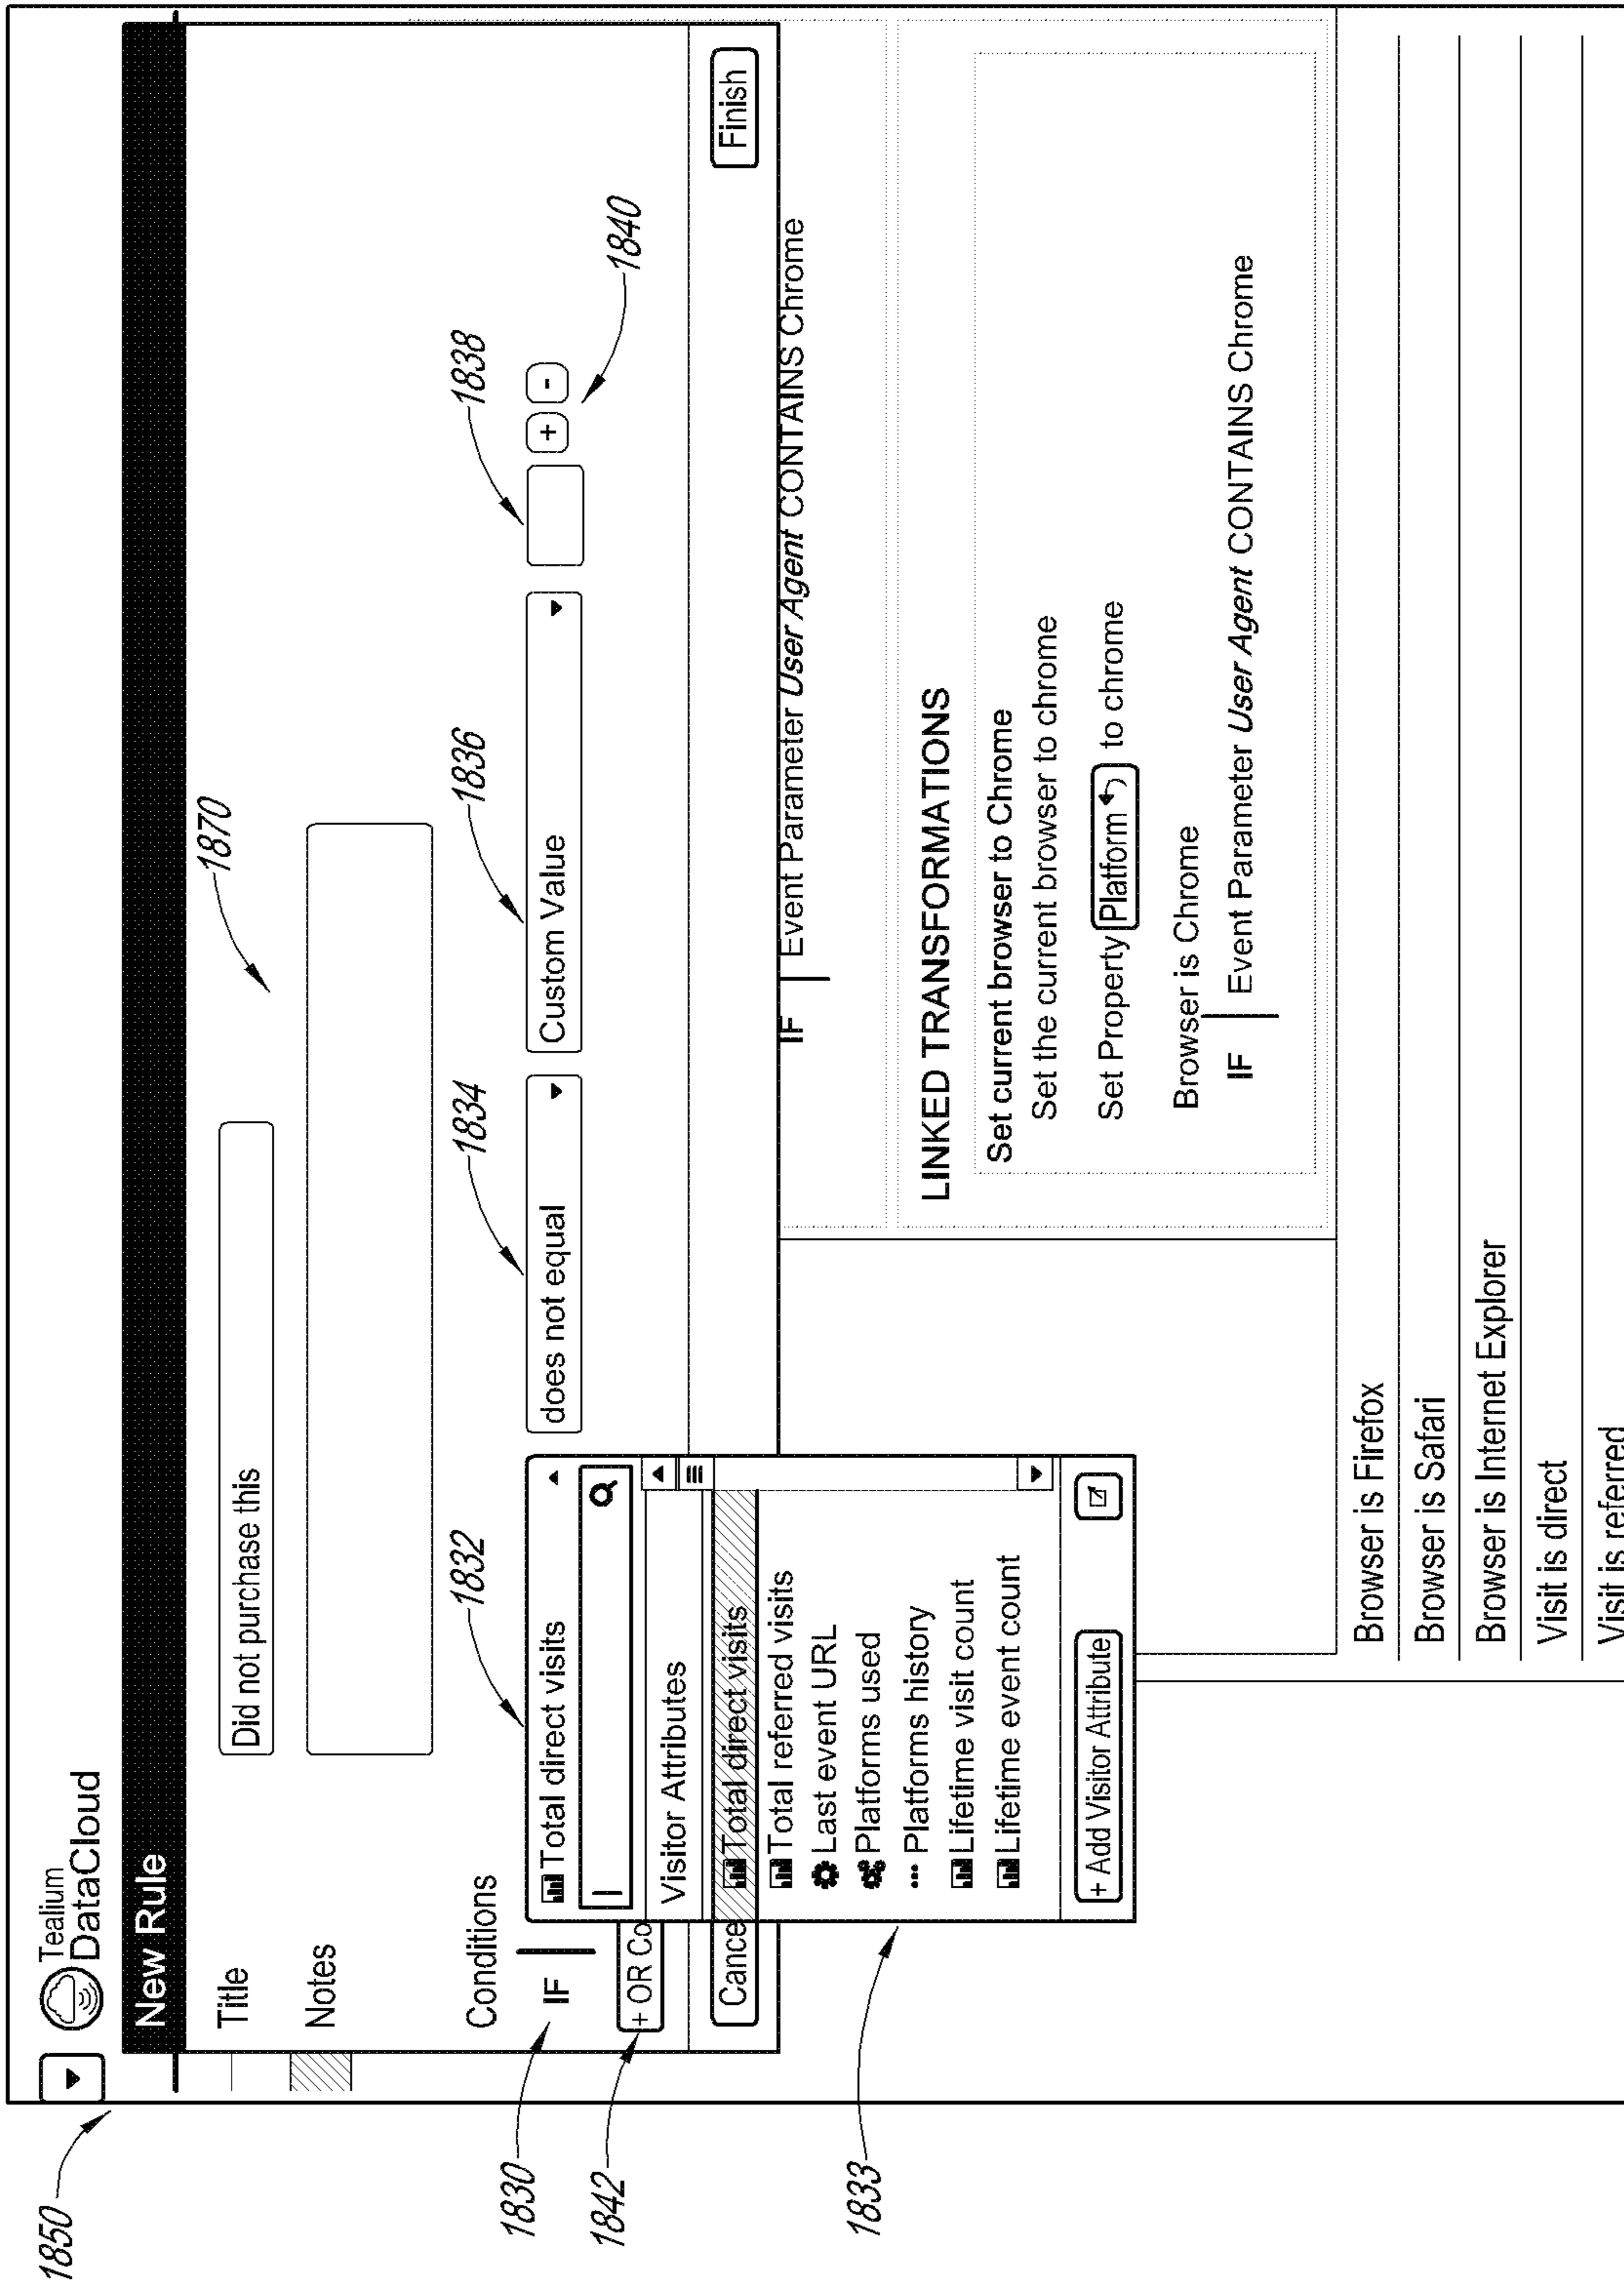 1850
Tealium
DataCloud
New Rule
Title
Did not purchase this
1870
Notes
Conditions
1832
1834
1836
1838
1830
IF
Total direct visits
does not equal
Custom Value
+
-
1840
1842
+ OR Co
Visitor Attributes
Cance
Finish
Total direct visits
Total referred visits
Last event URL
Platforms used
Platforms history
Lifetime visit count
Lifetime event count
+ Add Visitor Attribute
1833
IF
Event Parameter User Agent CONTAINS Chrome
LINKED TRANSFORMATIONS
Set current browser to Chrome
Set the current browser to chrome
Set Property Platform to chrome
Browser is Chrome
IF
Event Parameter User Agent CONTAINS Chrome
Browser is Firefox
Browser is Safari
Browser is Internet Explorer
Visit is direct
Visit is referred